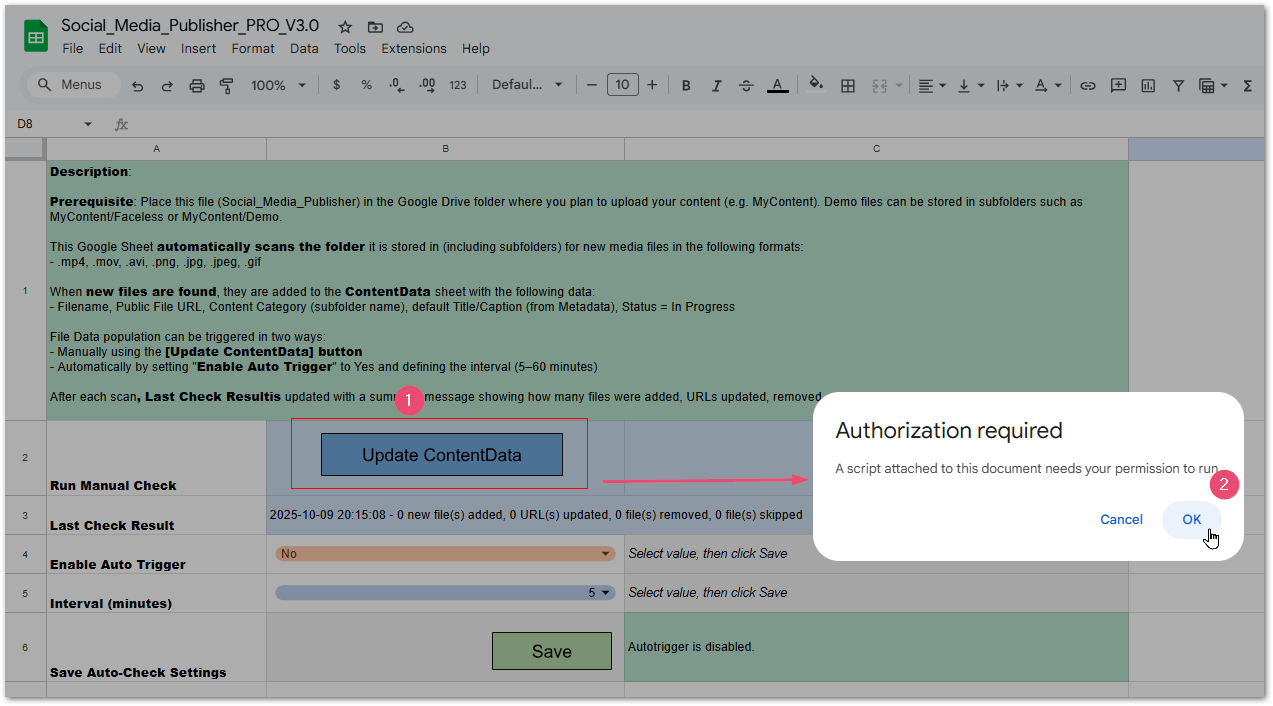 Social_Media_Publisher_PRO_V3.0
File Edit View Insert Format Data Tools Extensions Help
Menus 100% $ % .0 .00 123 Defaul... − 10 + B I S A Σ
D8 fx
A B C
1
Description:
Prerequisite: Place this file (Social_Media_Publisher) in the Google Drive folder where you plan to upload your content (e.g. MyContent). Demo files can be stored in subfolders such as
MyContent/Faceless or MyContent/Demo.
This Google Sheet automatically scans the folder it is stored in (including subfolders) for new media files in the following formats:
- .mp4, .mov, .avi, .png, .jpg, .jpeg, .gif
When new files are found, they are added to the ContentData sheet with the following data:
- Filename, Public File URL, Content Category (subfolder name), default Title/Caption (from Metadata), Status = In Progress
File Data population can be triggered in two ways:
- Manually using the [Update ContentData] button
- Automatically by setting "Enable Auto Trigger" to Yes and defining the interval (5–60 minutes)
After each scan, Last Check Resultis updated with a summ message showing how many files were added, URLs updated, removed
1
2
Run Manual Check
Update ContentData
3
Last Check Result
2025-10-09 20:15:08 - 0 new file(s) added, 0 URL(s) updated, 0 file(s) removed, 0 file(s) skipped
4
Enable Auto Trigger
No
Select value, then click Save
5
Interval (minutes)
5
Select value, then click Save
6
Save Auto-Check Settings
Save
Autotrigger is disabled.
Authorization required
A script attached to this document needs your permission to run.
2
Cancel OK